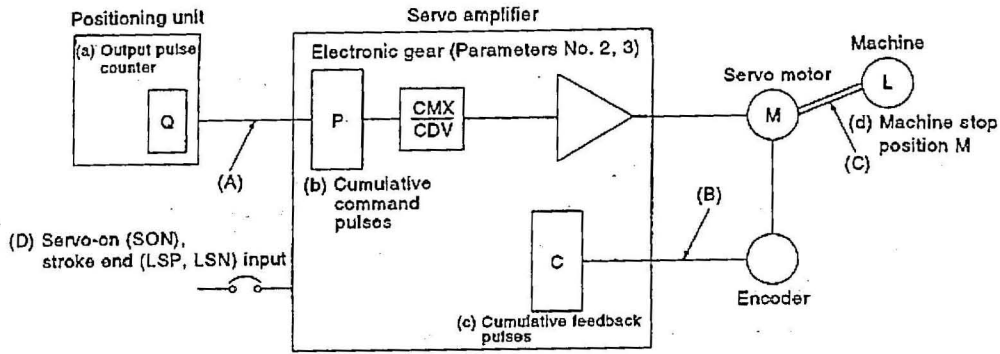 Positioning unit
(a) Output pulse
counter
Q
(A)
Servo amplifier
Electronic gear (Parameters No. 2, 3)
P
CMX
CDV
(b) Cumulative
command
pulses
(D) Servo-on (SON),
stroke end (LSP, LSN) input
C
(c) Cumulative feedback
pulses
(B)
Servo motor
M
Machine
L
(d) Machine stop
position M
(C)
Encoder